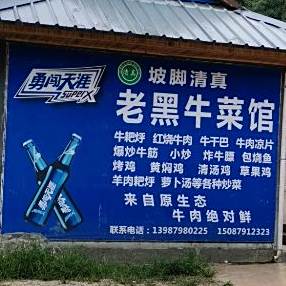 勇闯天涯
superX
坡脚清真
老黑牛菜馆
牛粑烀 红烧牛肉 牛干巴 牛肉凉片
爆炒牛筋 小炒 炸牛膘 包烧鱼
烤鸡 黄焖鸡 清汤鸡 草果鸡
羊肉粑烀 萝卜汤等各种炒菜
来自原生态
牛肉绝对鲜
联系电话：13987980225 15087912323